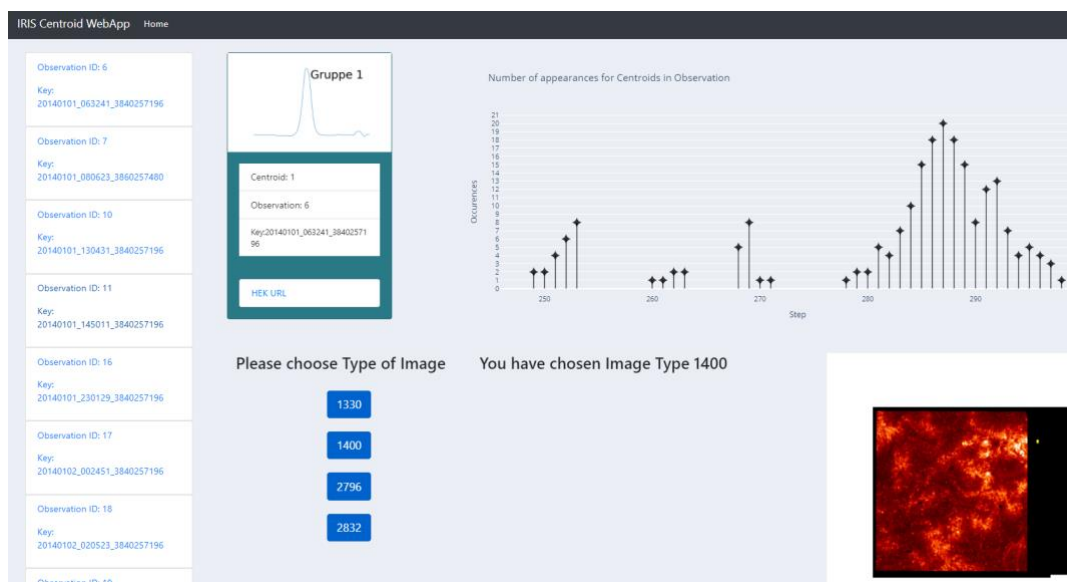 IRIS Centroid WebApp Home
Observation ID: 6
Key:
20140101_063241_3840257196
Observation ID: 7
Key:
20140101_080623_3860257480
Observation ID: 10
Key:
20140101_130431_3840257196
Observation ID: 11
Key:
20140101_145011_3840257196
Observation ID: 16
Key:
20140101_230129_3840257196
Observation ID: 17
Key:
20140102_002451_3840257196
Observation ID: 18
Key:
20140102_020523_3840257196
Gruppe 1
Centroid: 1
Observation: 6
Key:20140101_063241_38402571
96
HEK URL
Number of appearances for Centroids in Observation
21
20
19
18
17
16
15
14
13
12
11
10
9
8
7
6
5
4
3
2
1
0
Occurences
250 260 270 280 290
Step
Please choose Type of Image
1330
1400
2796
2832
You have chosen Image Type 1400